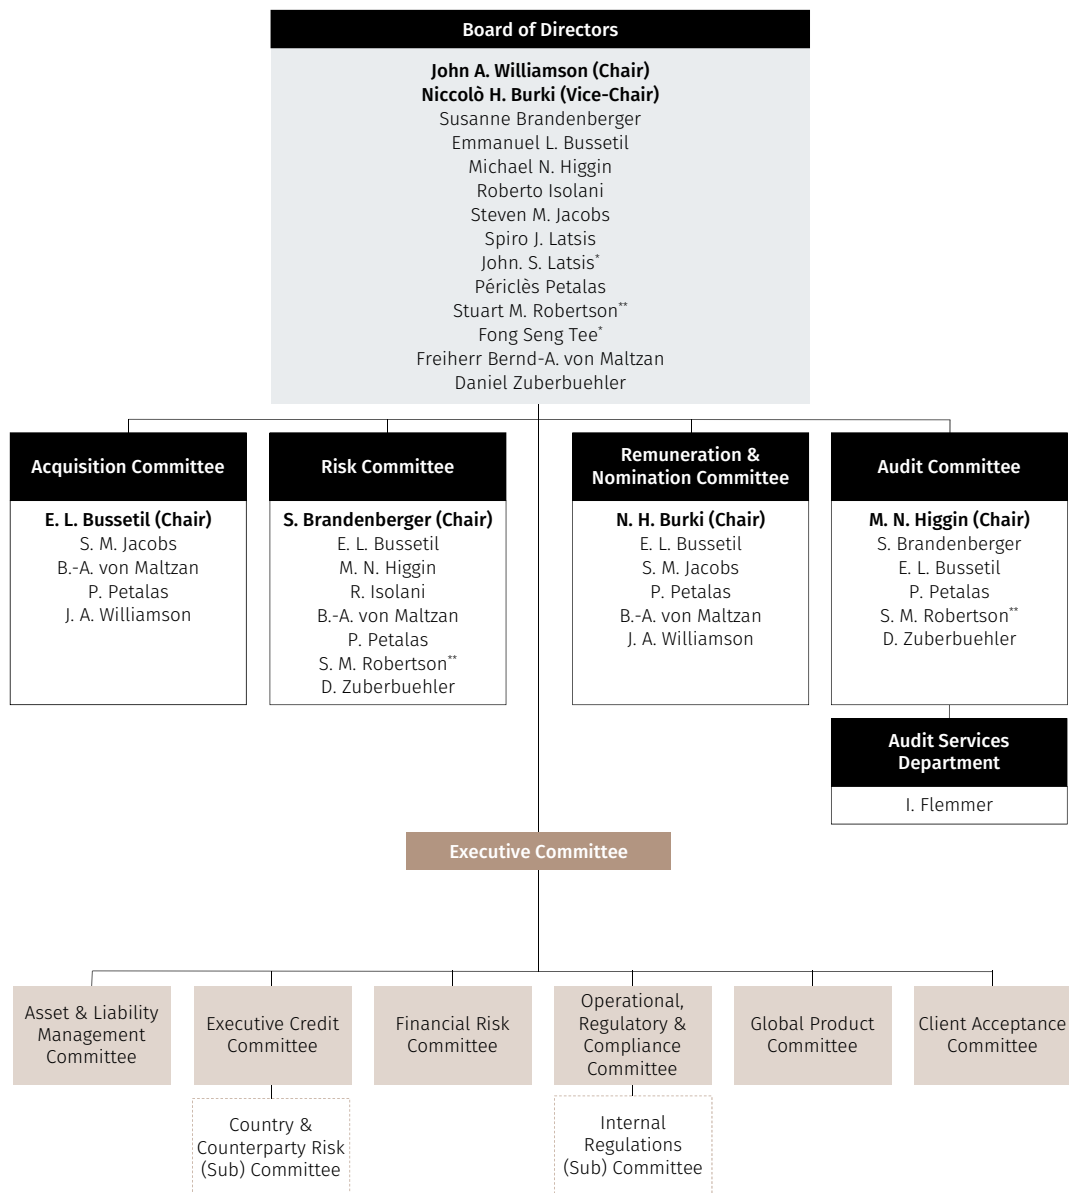 Board of Directors
John A. Williamson (Chair)
Niccolò H. Burki (Vice-Chair)
Susanne Brandenberger
Emmanuel L. Bussetil
Michael N. Higgin
Roberto Isolani
Steven M. Jacobs
Spiro J. Latsis
John. S. Latsis*
Périclès Petalas
Stuart M. Robertson**
Fong Seng Tee*
Freiherr Bernd-A. von Maltzan
Daniel Zuberbuehler
Acquisition Committee
E. L. Bussetil (Chair)
S. M. Jacobs
B.-A. von Maltzan
P. Petalas
J. A. Williamson
Risk Committee
S. Brandenberger (Chair)
E. L. Bussetil
M. N. Higgin
R. Isolani
B.-A. von Maltzan
P. Petalas
S. M. Robertson**
D. Zuberbuehler
Remuneration &
Nomination Committee
N. H. Burki (Chair)
E. L. Bussetil
S. M. Jacobs
P. Petalas
B.-A. von Maltzan
J. A. Williamson
Audit Committee
M. N. Higgin (Chair)
S. Brandenberger
E. L. Bussetil
P. Petalas
S. M. Robertson**
D. Zuberbuehler
Audit Services
Department
I. Flemmer
Executive Committee
Asset & Liability
Management
Committee
Executive Credit
Committee
Financial Risk
Committee
Operational,
Regulatory &
Compliance
Committee
Global Product
Committee
Client Acceptance
Committee
Country &
Counterparty Risk
(Sub) Committee
Internal
Regulations
(Sub) Committee